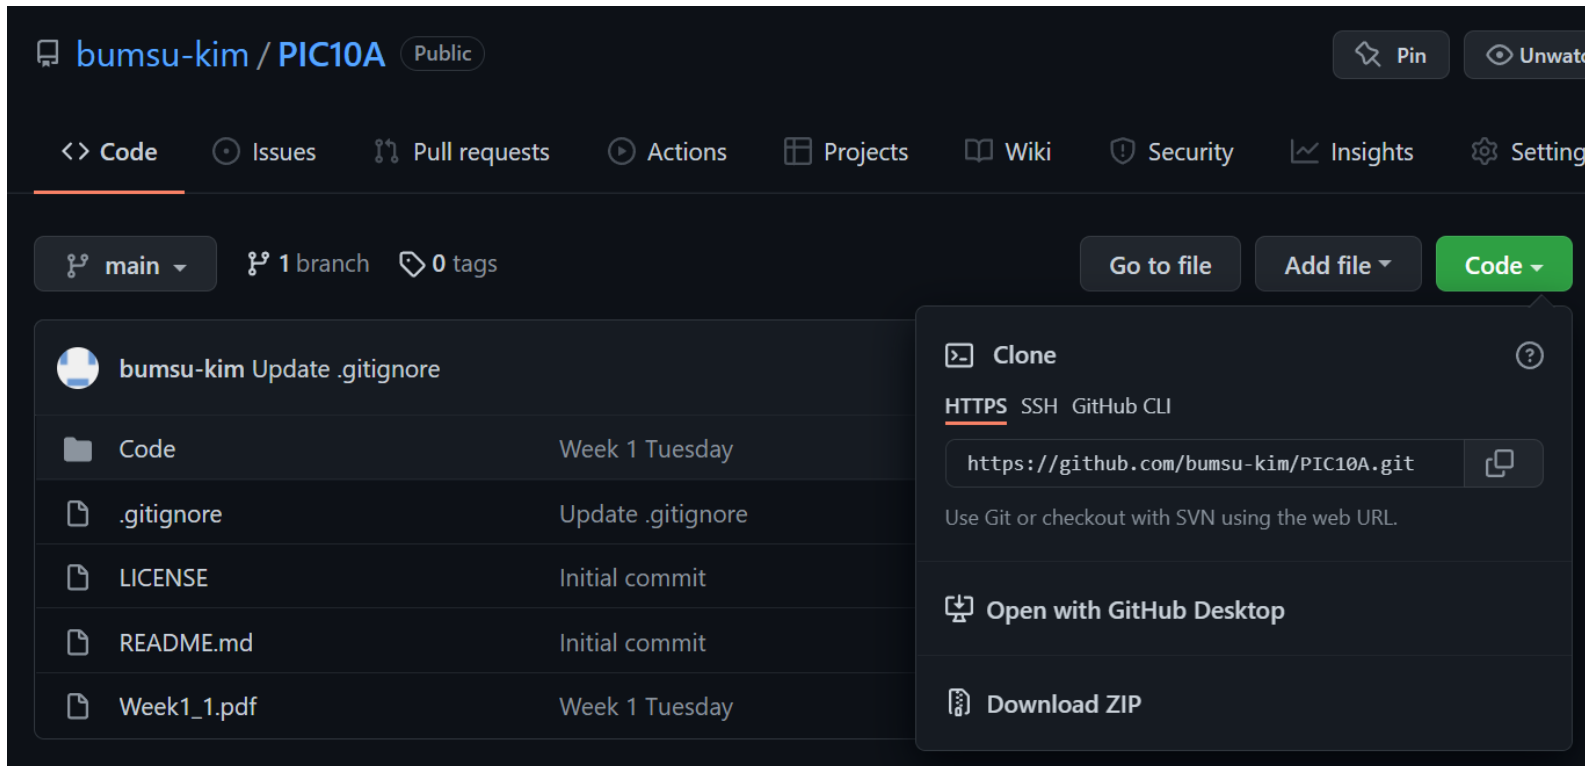 bumsu-kim / PIC10A Public Pin Unwatc
Code Issues Pull requests Actions Projects Wiki Security Insights Setting
main 1 branch 0 tags Go to file Add file Code
bumsu-kim Update .gitignore
Code Week 1 Tuesday
.gitignore Update .gitignore
LICENSE Initial commit
README.md Initial commit
Week1_1.pdf Week 1 Tuesday
Clone
HTTPS SSH GitHub CLI
https://github.com/bumsu-kim/PIC10A.git
Use Git or checkout with SVN using the web URL.
Open with GitHub Desktop
Download ZIP